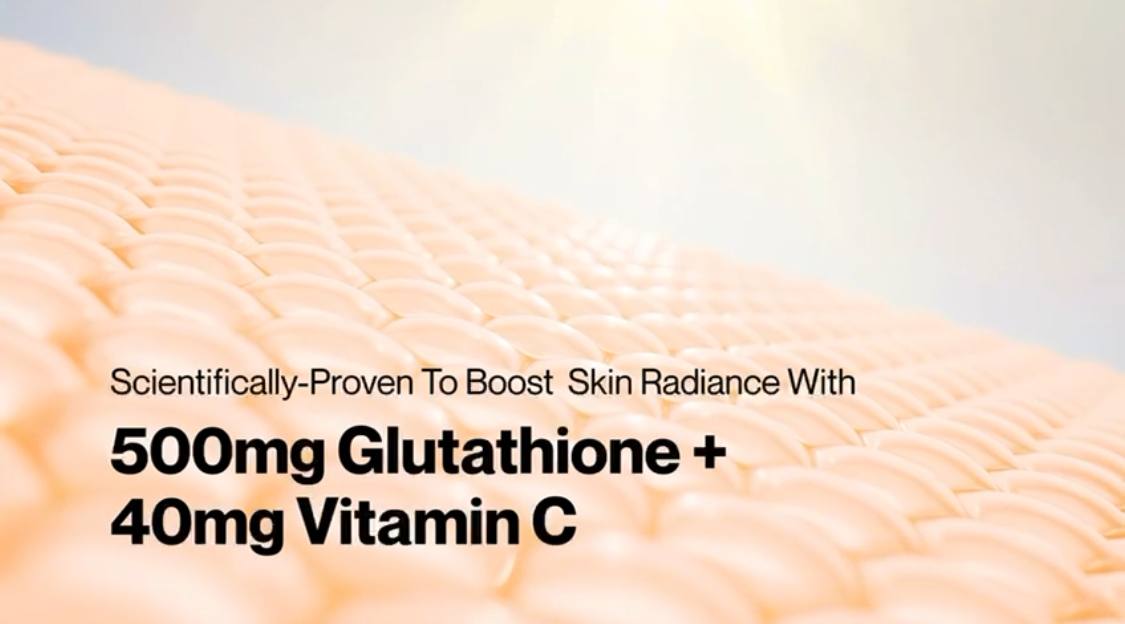 Scientifically-Proven To Boost Skin Radiance With
500mg Glutathione +
40mg Vitamin C